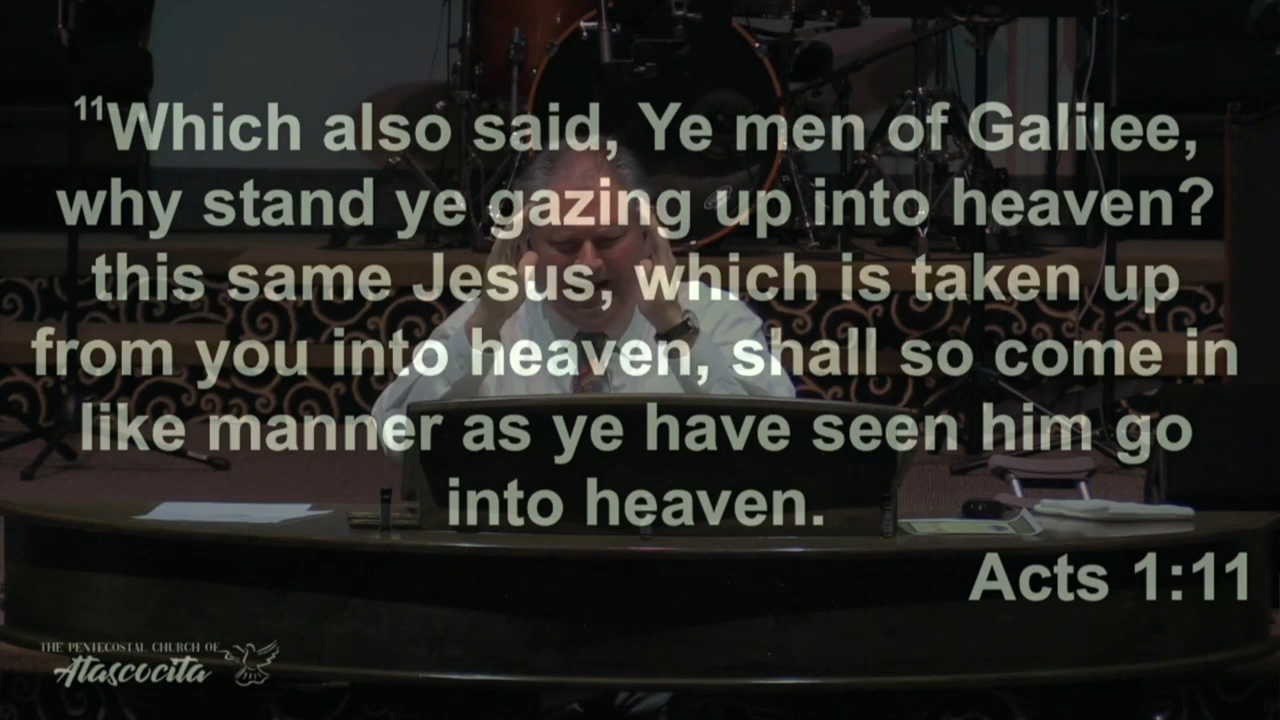 ¹¹Which also said, Ye men of Galilee,
why stand ye gazing up into heaven?
this same Jesus, which is taken up
from you into heaven, shall so come in
like manner as ye have seen him go
into heaven.
Acts 1:11
THE PENTECOSTAL CHURCH OF
Atascocita